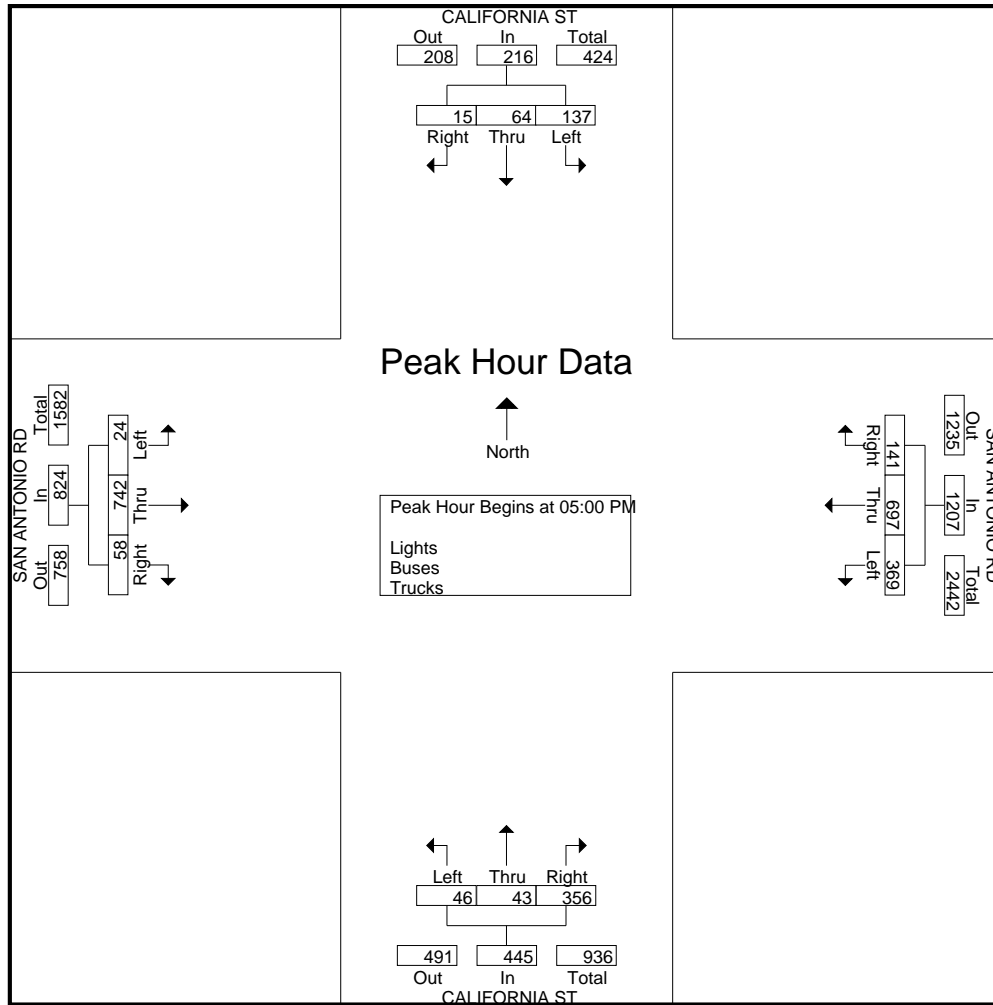 CALIFORNIA ST
Out In Total
208 216 424
15 64 137
Right Thru Left
Peak Hour Data
North
Peak Hour Begins at 05:00 PM
Lights
Buses
Trucks
SAN ANTONIO RD
Total In Out
1582 824 758
24 742 58
Left Thru Right
Right Thru Left
141 697 369
Out In Total
1235 1207 2442
SAN ANTONIO RD
Left Thru Right
46 43 356
491 445 936
Out In Total
CALIFORNIA ST